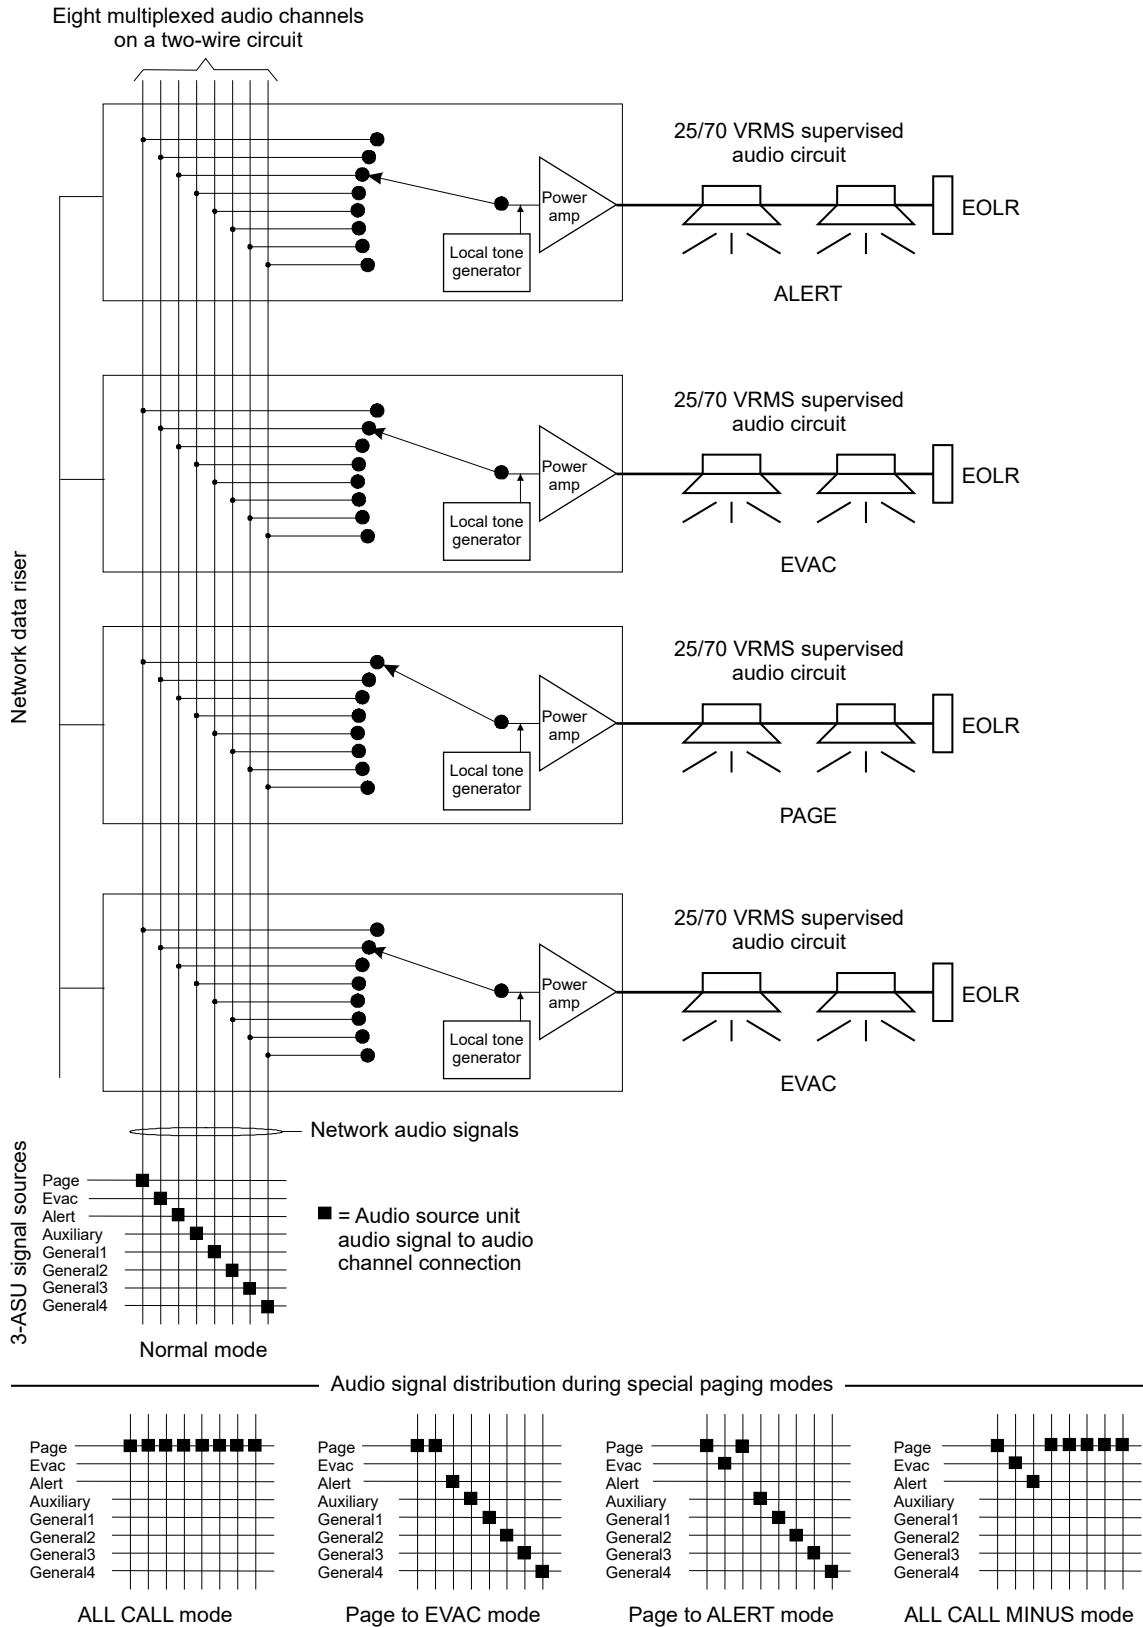 Eight multiplexed audio channels
on a two-wire circuit
25/70 VRMS supervised
audio circuit
Power
amp
EOLR
Local tone
generator
ALERT
25/70 VRMS supervised
audio circuit
Power
amp
EOLR
Local tone
generator
EVAC
Network data riser
25/70 VRMS supervised
audio circuit
Power
amp
EOLR
Local tone
generator
PAGE
25/70 VRMS supervised
audio circuit
Power
amp
EOLR
Local tone
generator
EVAC
Network audio signals
3-ASU signal sources
Page
Evac
Alert
Auxiliary
General1
General2
General3
General4
= Audio source unit
audio signal to audio
channel connection
Normal mode
Audio signal distribution during special paging modes
Page
Evac
Alert
Auxiliary
General1
General2
General3
General4
ALL CALL mode
Page
Evac
Alert
Auxiliary
General1
General2
General3
General4
Page to EVAC mode
Page
Evac
Alert
Auxiliary
General1
General2
General3
General4
Page to ALERT mode
Page
Evac
Alert
Auxiliary
General1
General2
General3
General4
ALL CALL MINUS mode